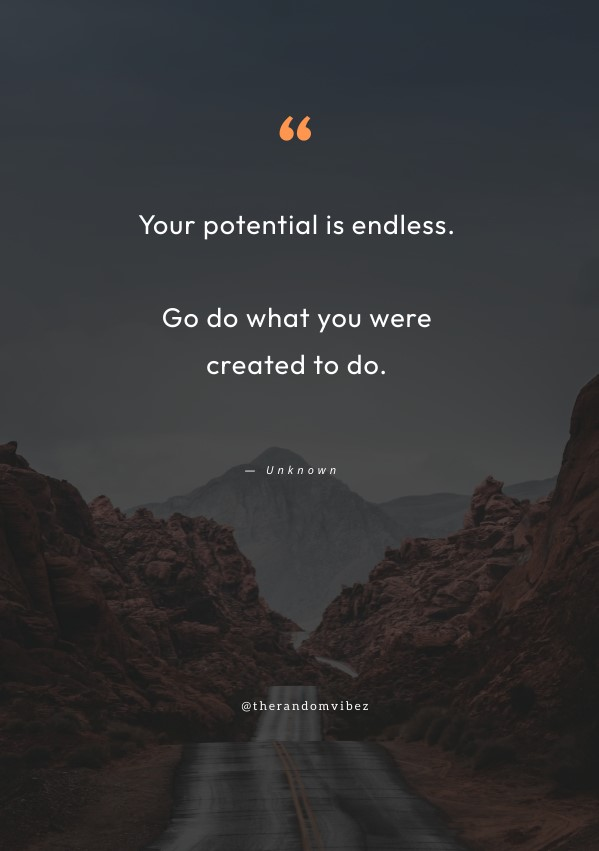 “
Your potential is endless.
Go do what you were
created to do.
— Unknown
@therandomvibez